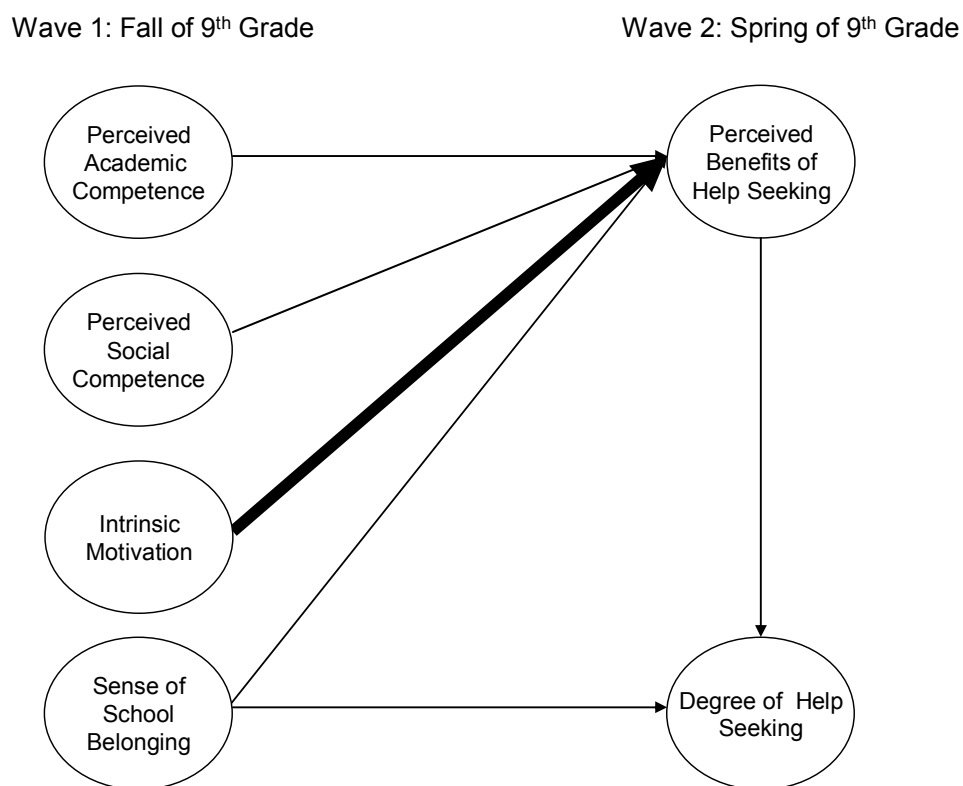 Wave 1: Fall of 9th Grade
Wave 2: Spring of 9th Grade
Perceived
Academic
Competence
Perceived
Benefits of
Help Seeking
Perceived
Social
Competence
Intrinsic
Motivation
Sense of
School
Belonging
Degree of Help
Seeking